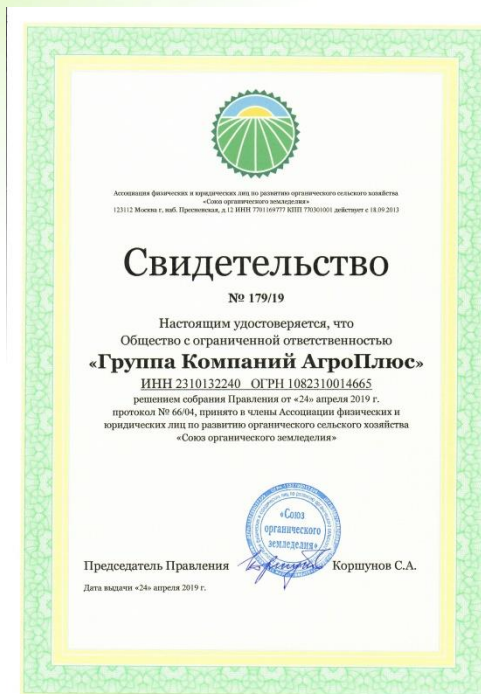 Ассоциация физических и юридических лиц по развитию органического сельского хозяйства
«Союз органического земледелия»
123112 Москва г, наб. Пресненская, д.12 ИНН 7701169777 КПП 770301001 действует с 18.09.2013
Свидетельство
№ 179/19
Настоящим удостоверяется, что
Общество с ограниченной ответственностью
«Группа Компаний АгроПлюс»
ИНН 2310132240 ОГРН 1082310014665
решением собрания Правления от «24» апреля 2019 г.
протокол № 66/04, принято в члены Ассоциации физических и
юридических лиц по развитию органического сельского хозяйства
«Союз органического земледелия»
«Союз
органического
земледелия»
Председатель Правления Коршунов С.А.
Дата выдачи «24» апреля 2019 г.